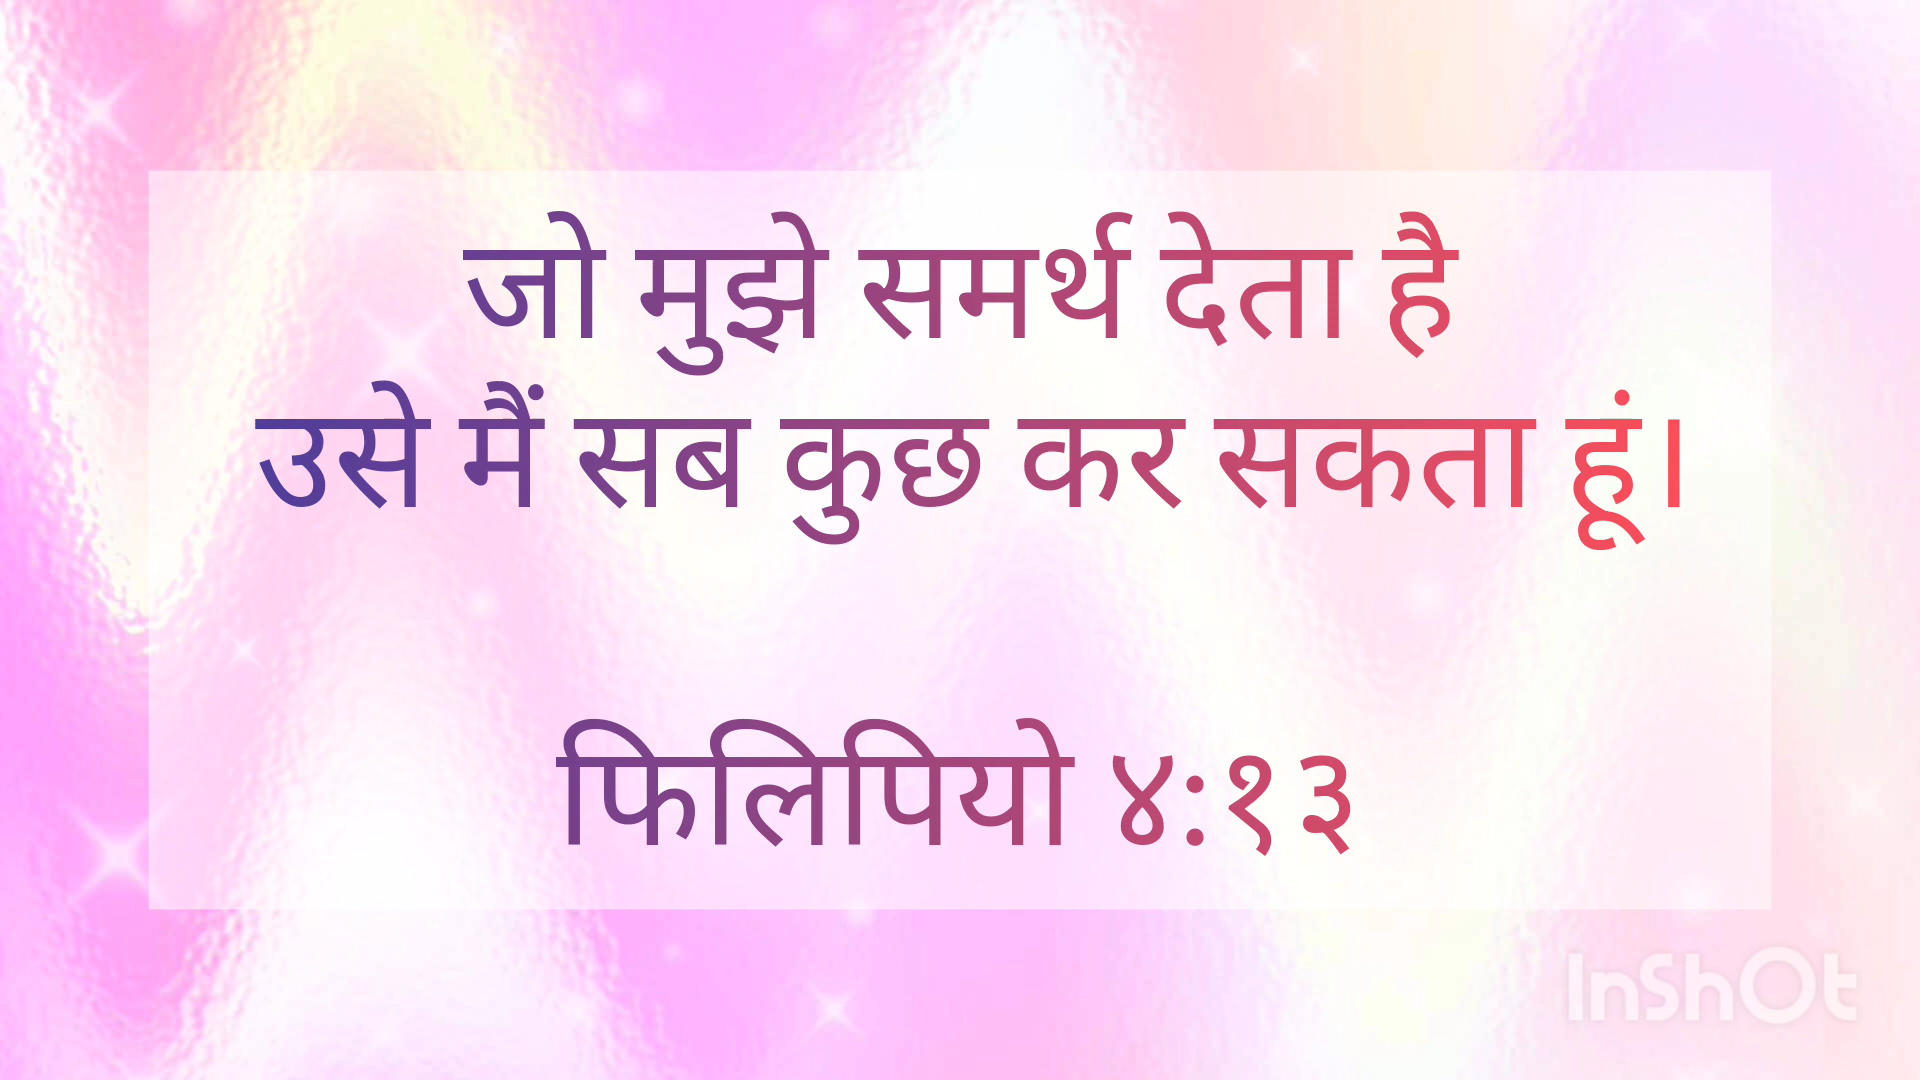 जो मुझे समर्थ देता है
उसे मैं सब कुछ कर सकता हूं।
फिलिपियो ४:१३
InShOt